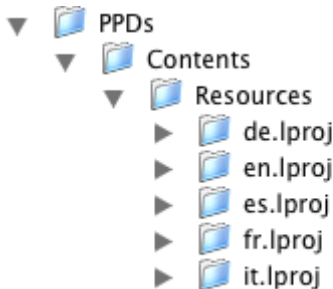 PPDs
Contents
Resources
de.lproj
en.lproj
es.lproj
fr.lproj
it.lproj